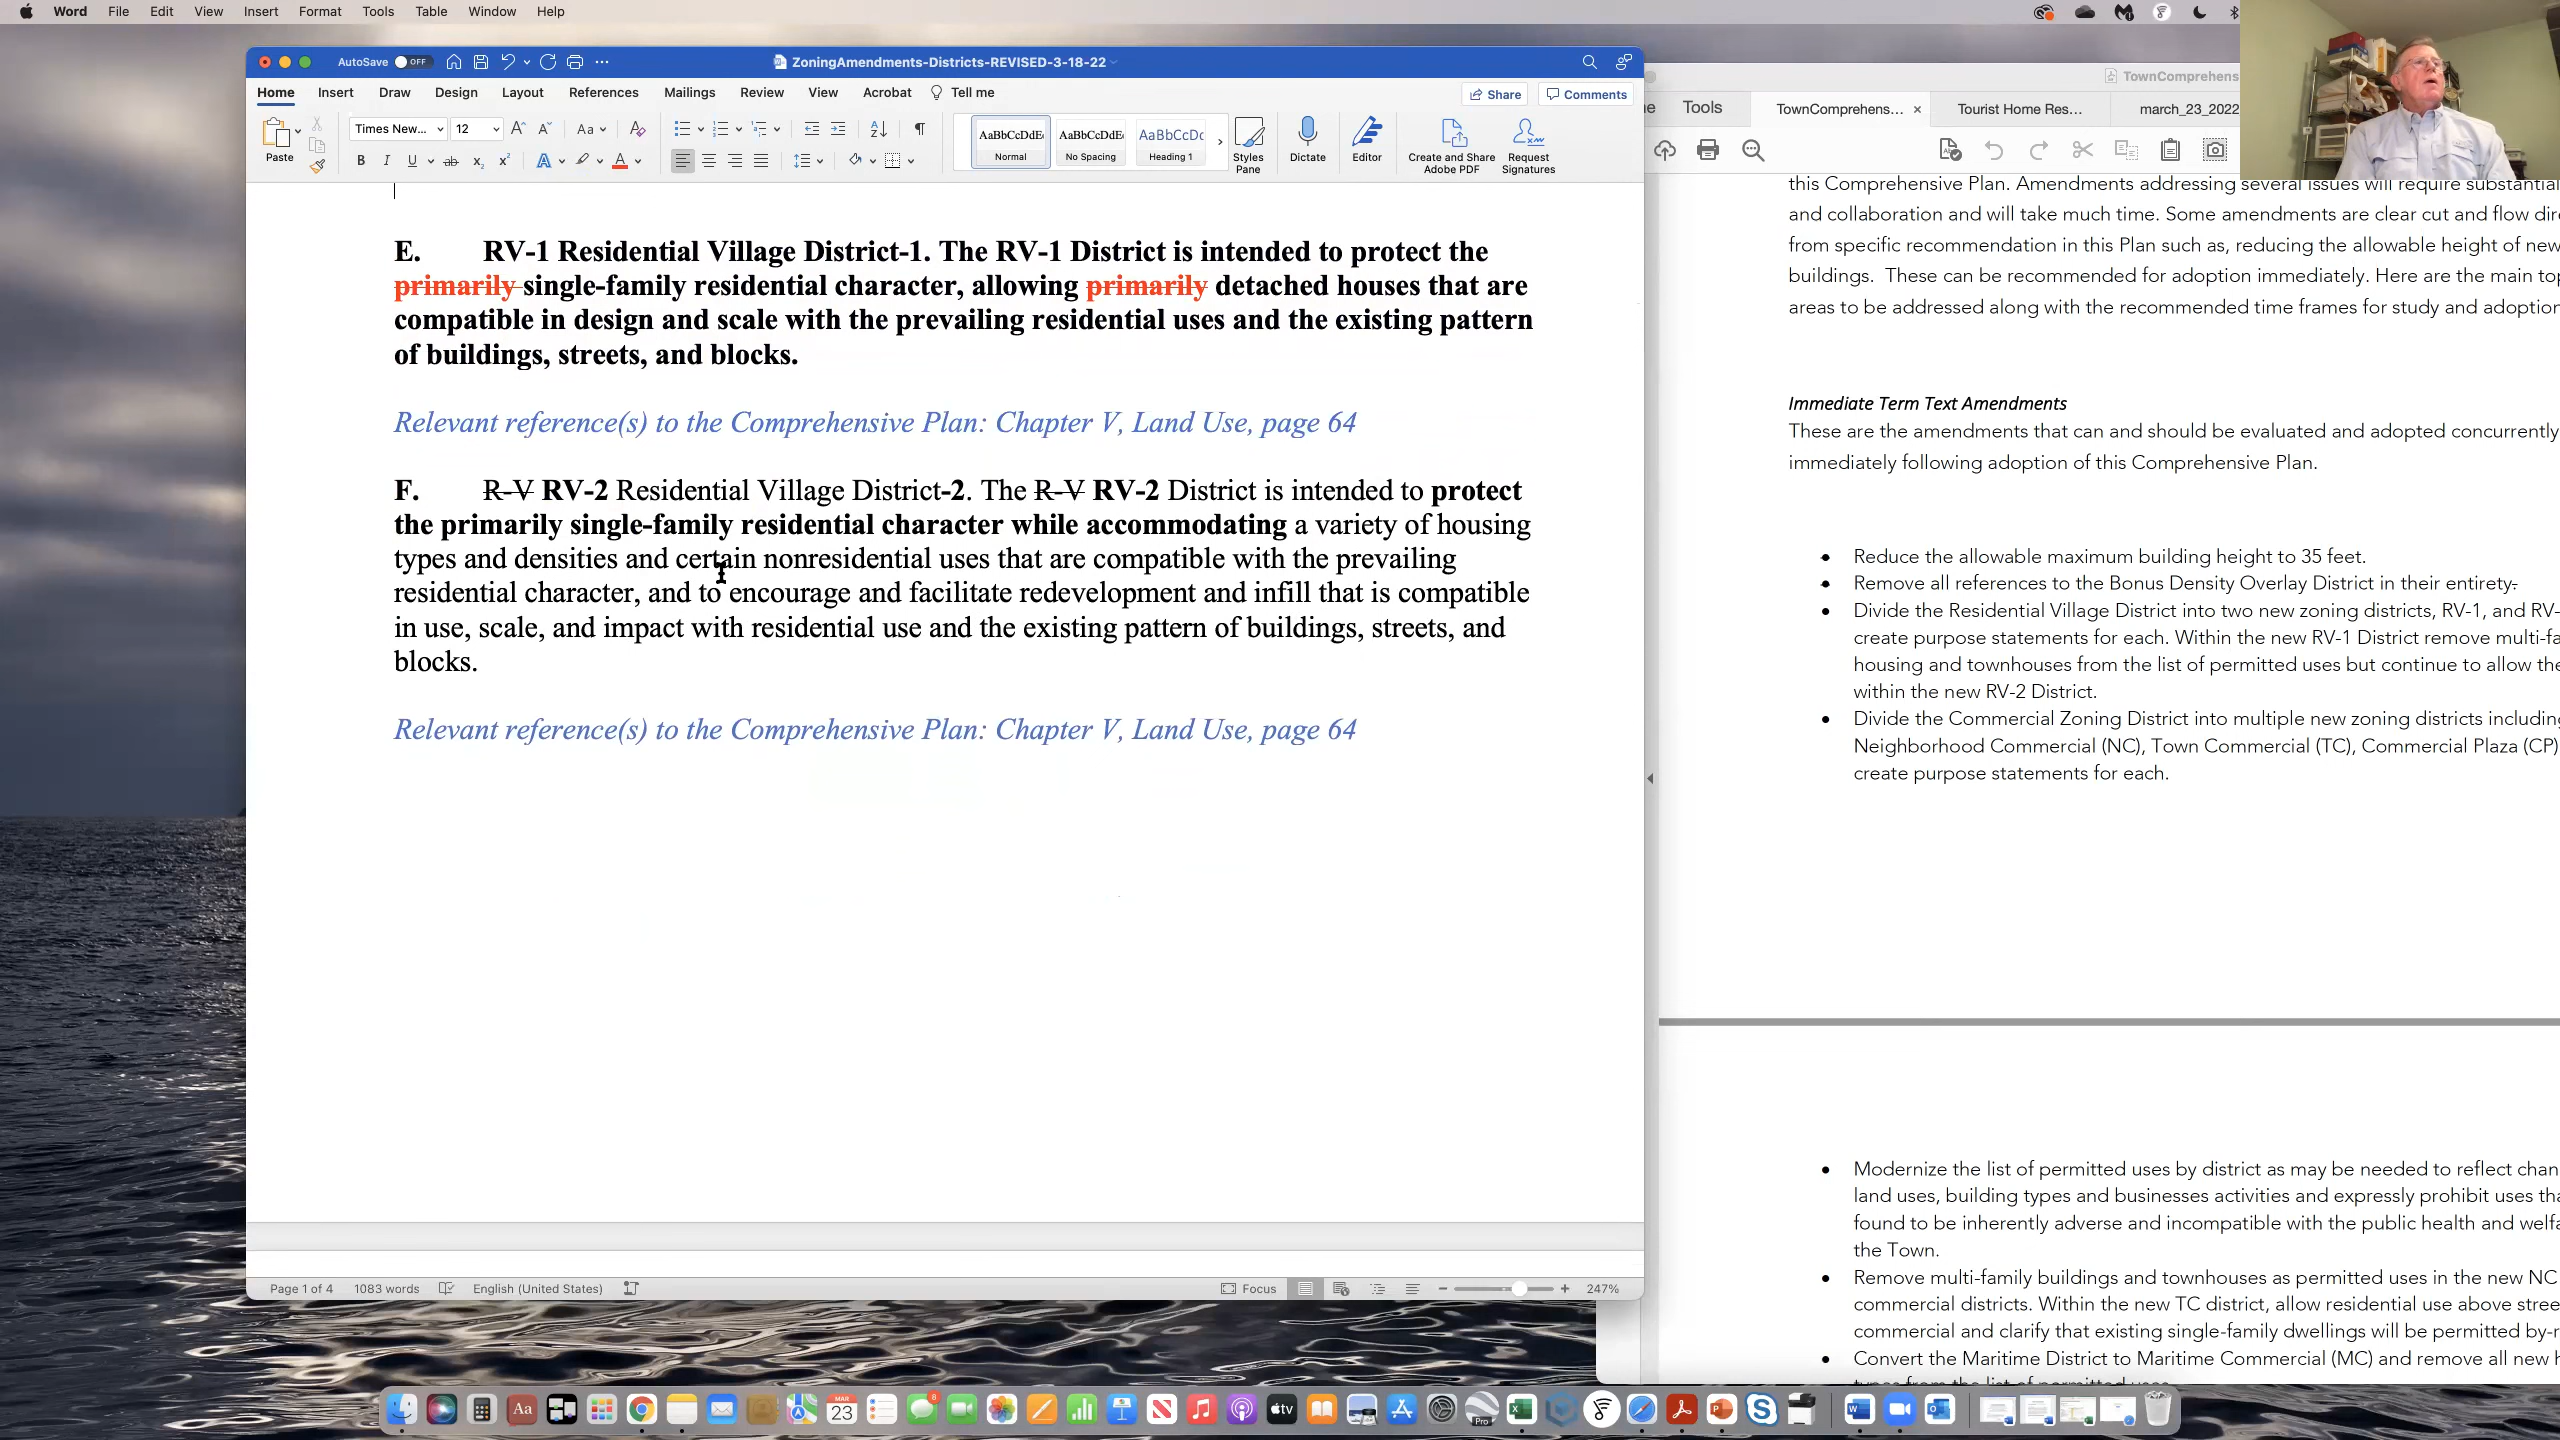 Word File Edit View Insert Format Tools Table Window Help
AutoSave OFF ZoningAmendments-Districts-REVISED-3-18-22
Home Insert Draw Design Layout References Mailings Review View Acrobat Tell me Share Comments
Paste Times New... 12 AaBbCcDdEe Normal AaBbCcDdEe No Spacing AaBbCcDc Heading 1 Styles Pane Dictate Editor Create and Share Adobe PDF Request Signatures
E. RV-1 Residential Village District-1. The RV-1 District is intended to protect the
primarily single-family residential character, allowing primarily detached houses that are
compatible in design and scale with the prevailing residential uses and the existing pattern
of buildings, streets, and blocks.
Relevant reference(s) to the Comprehensive Plan: Chapter V, Land Use, page 64
F. R-V RV-2 Residential Village District-2. The R-V RV-2 District is intended to protect
the primarily single-family residential character while accommodating a variety of housing
types and densities and certain nonresidential uses that are compatible with the prevailing
residential character, and to encourage and facilitate redevelopment and infill that is compatible
in use, scale, and impact with residential use and the existing pattern of buildings, streets, and
blocks.
Relevant reference(s) to the Comprehensive Plan: Chapter V, Land Use, page 64
Page 1 of 4 1083 words English (United States) Focus 247%
TownComprehens
Tools TownComprehens... Tourist Home Res... march_23_2022
this Comprehensive Plan. Amendments addressing several issues will require substantial
and collaboration and will take much time. Some amendments are clear cut and flow dir
from specific recommendation in this Plan such as, reducing the allowable height of new
buildings. These can be recommended for adoption immediately. Here are the main top
areas to be addressed along with the recommended time frames for study and adoption
Immediate Term Text Amendments
These are the amendments that can and should be evaluated and adopted concurrently
immediately following adoption of this Comprehensive Plan.
• Reduce the allowable maximum building height to 35 feet.
• Remove all references to the Bonus Density Overlay District in their entirety.
• Divide the Residential Village District into two new zoning districts, RV-1, and RV-
create purpose statements for each. Within the new RV-1 District remove multi-fa
housing and townhouses from the list of permitted uses but continue to allow the
within the new RV-2 District.
• Divide the Commercial Zoning District into multiple new zoning districts including
Neighborhood Commercial (NC), Town Commercial (TC), Commercial Plaza (CP)
create purpose statements for each.
• Modernize the list of permitted uses by district as may be needed to reflect chan
land uses, building types and businesses activities and expressly prohibit uses tha
found to be inherently adverse and incompatible with the public health and welfa
the Town.
• Remove multi-family buildings and townhouses as permitted uses in the new NC
commercial districts. Within the new TC district, allow residential use above stree
commercial and clarify that existing single-family dwellings will be permitted by-r
• Convert the Maritime District to Maritime Commercial (MC) and remove all new h
types from the list of permitted uses.
MAR 23 8 Aa tv Pro